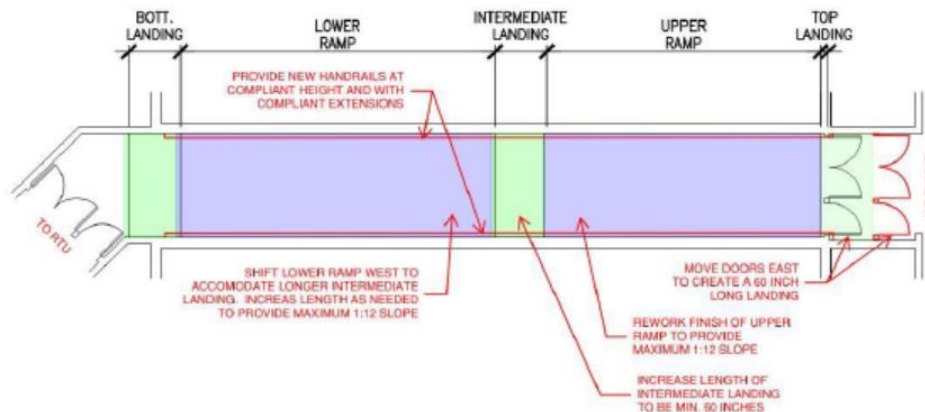 BOTT.
LANDING
LOWER
RAMP
INTERMEDIATE
LANDING
UPPER
RAMP
TOP
LANDING
PROVIDE NEW HANDRAILS AT
COMPLIANT HEIGHT AND WITH
COMPLIANT EXTENSIONS
TO RTU
SHIFT LOWER RAMP WEST TO
ACCOMODATE LONGER INTERMEDIATE
LANDING. INCREAS LENGTH AS NEEDED
TO PROVIDE MAXIMUM 1:12 SLOPE
MOVE DOORS EAST
TO CREATE A 60 INCH
LONG LANDING
REWORK FINISH OF UPPER
RAMP TO PROVIDE
MAXIMUM 1:12 SLOPE
INCREASE LENGTH OF
INTERMEDIATE LANDING
TO BE MIN. 60 INCHES